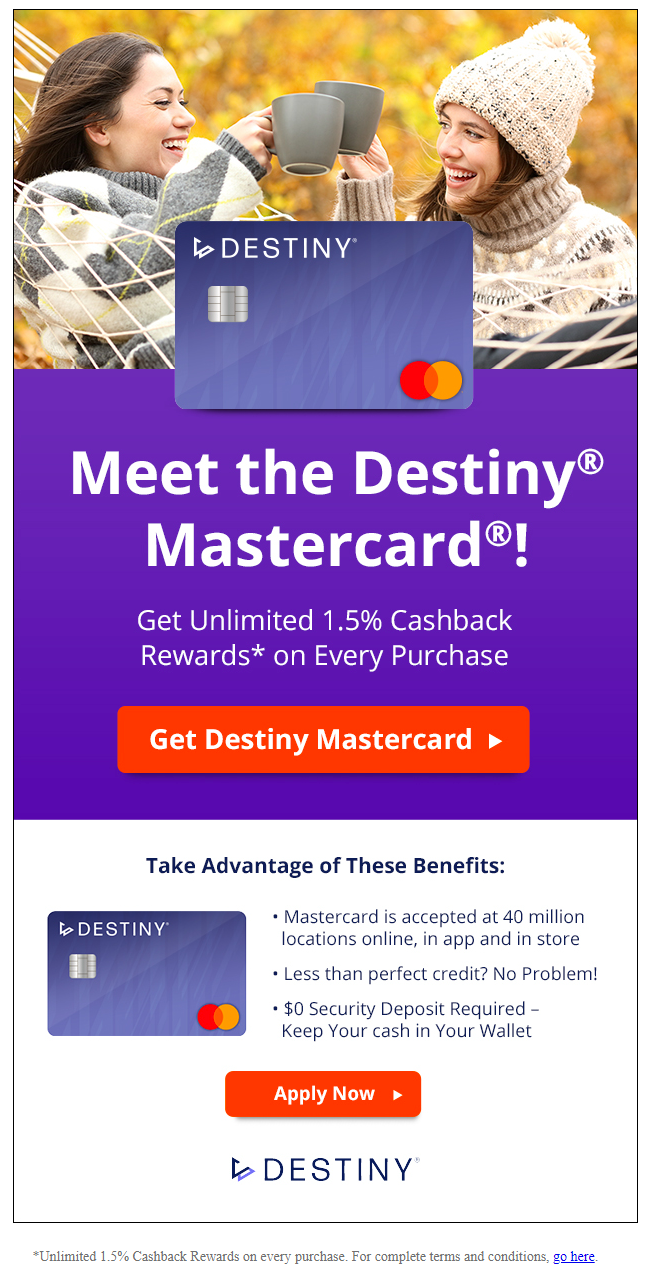 DESTINY®
Meet the Destiny®
Mastercard®!
Get Unlimited 1.5% Cashback
Rewards* on Every Purchase
Get Destiny Mastercard
Take Advantage of These Benefits:
DESTINY®
• Mastercard is accepted at 40 million
locations online, in app and in store
• Less than perfect credit? No Problem!
• $0 Security Deposit Required –
Keep Your cash in Your Wallet
Apply Now
DESTINY®
*Unlimited 1.5% Cashback Rewards on every purchase. For complete terms and conditions, go here.